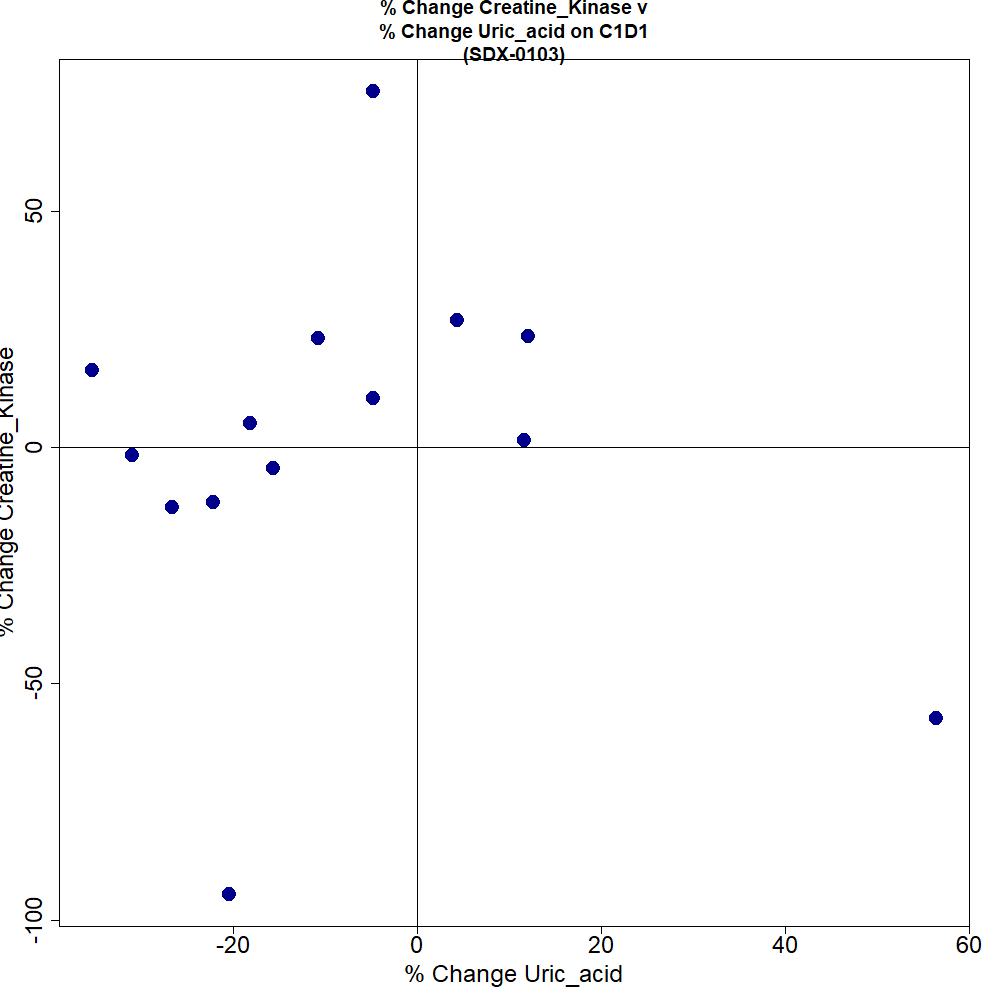 % Change Creatine_Kinase v
% Change Uric_acid on C1D1
(SDX-0103)
% Change Creatine_Kinase
50
0
-50
-100
-20
0
20
40
60
% Change Uric_acid